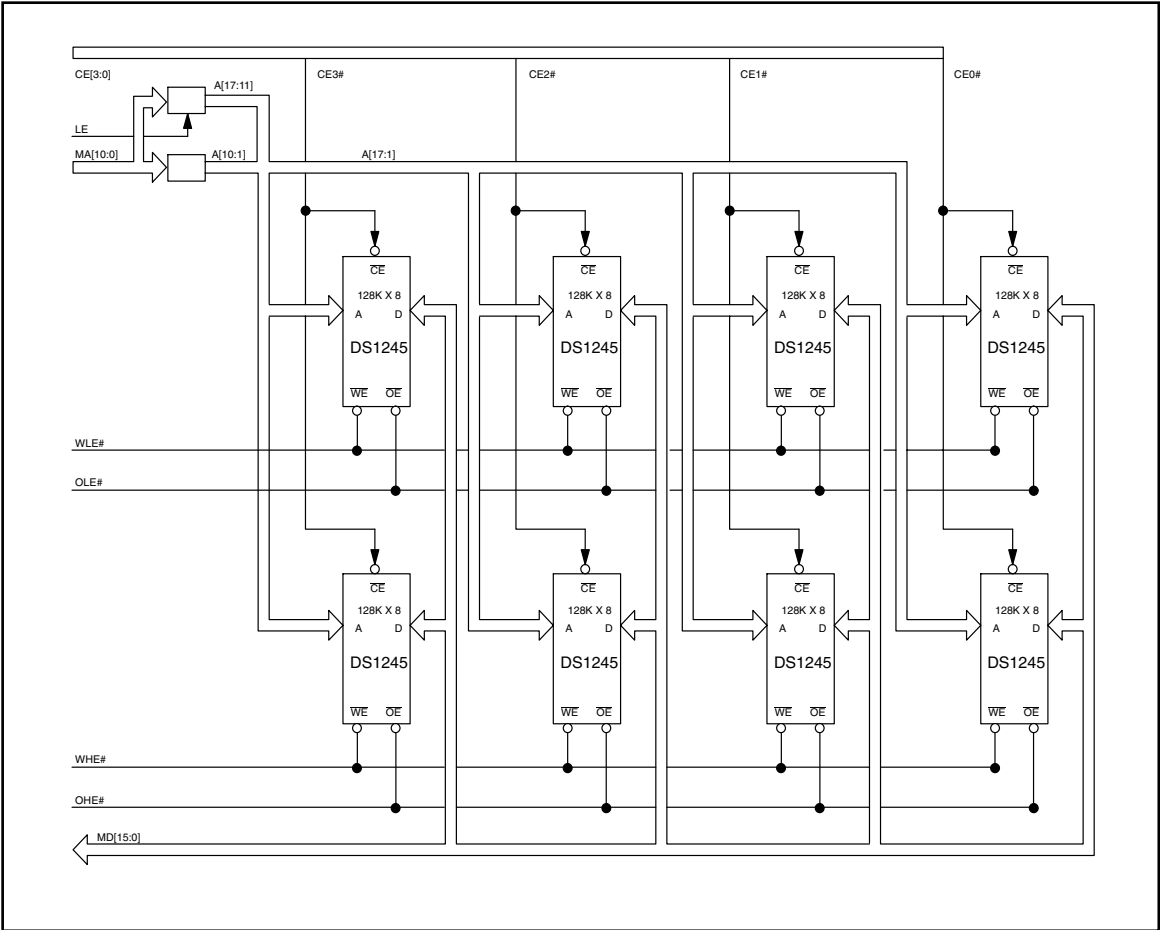 CE[3:0] CE3# CE2# CE1# CE0#
A[17:11]
LE
MA[10:0] A[10:1] A[17:1]
CE CE CE CE
128K X 8 128K X 8 128K X 8 128K X 8
A D A D A D A D
DS1245 DS1245 DS1245 DS1245
WE OE WE OE WE OE WE OE
WLE#
OLE#
CE CE CE CE
128K X 8 128K X 8 128K X 8 128K X 8
A D A D A D A D
DS1245 DS1245 DS1245 DS1245
WE OE WE OE WE OE WE OE
WHE#
OHE#
MD[15:0]